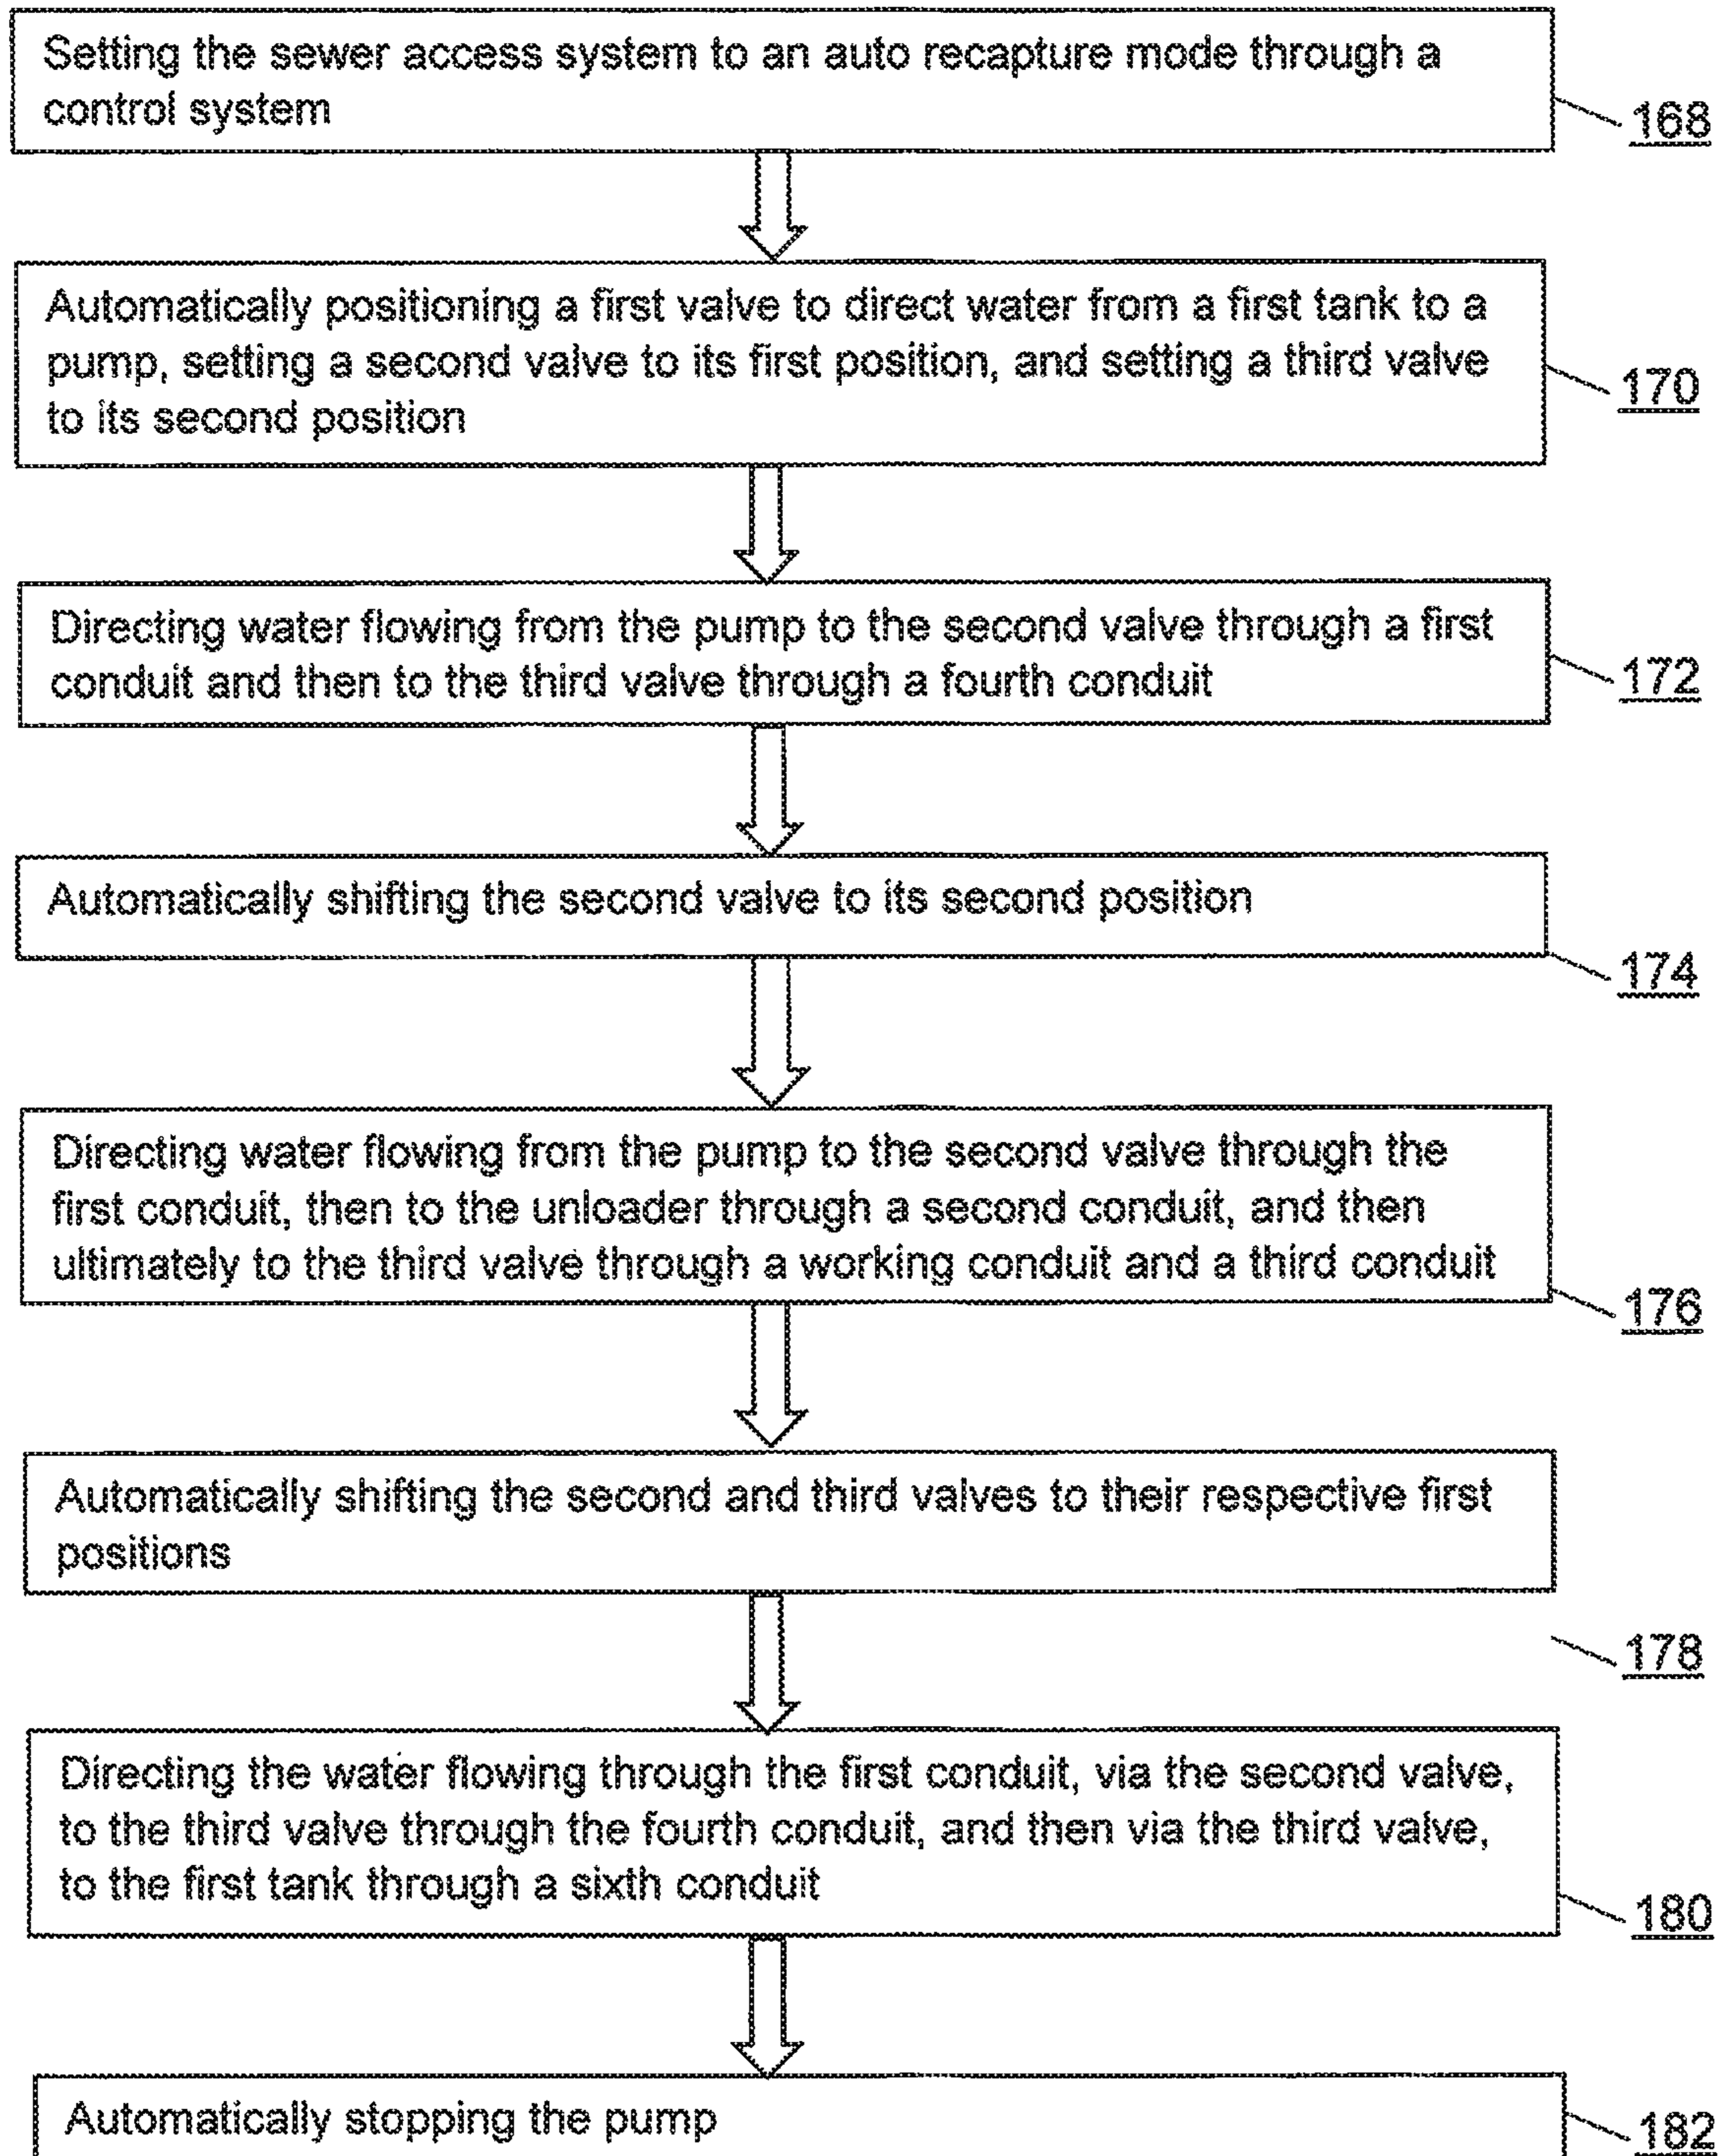 Setting the sewer access system to an auto recapture mode through a
control system
168
Automatically positioning a first valve to direct water from a first tank to a
pump, setting a second valve to its first position, and setting a third valve
to its second position
170
Directing water flowing from the pump to the second valve through a first
conduit and then to the third valve through a fourth conduit
172
Automatically shifting the second valve to its second position
174
Directing water flowing from the pump to the second valve through the
first conduit, then to the unloader through a second conduit, and then
ultimately to the third valve through a working conduit and a third conduit
176
Automatically shifting the second and third valves to their respective first
positions
178
Directing the water flowing through the first conduit, via the second valve,
to the third valve through the fourth conduit, and then via the third valve,
to the first tank through a sixth conduit
180
Automatically stopping the pump
182